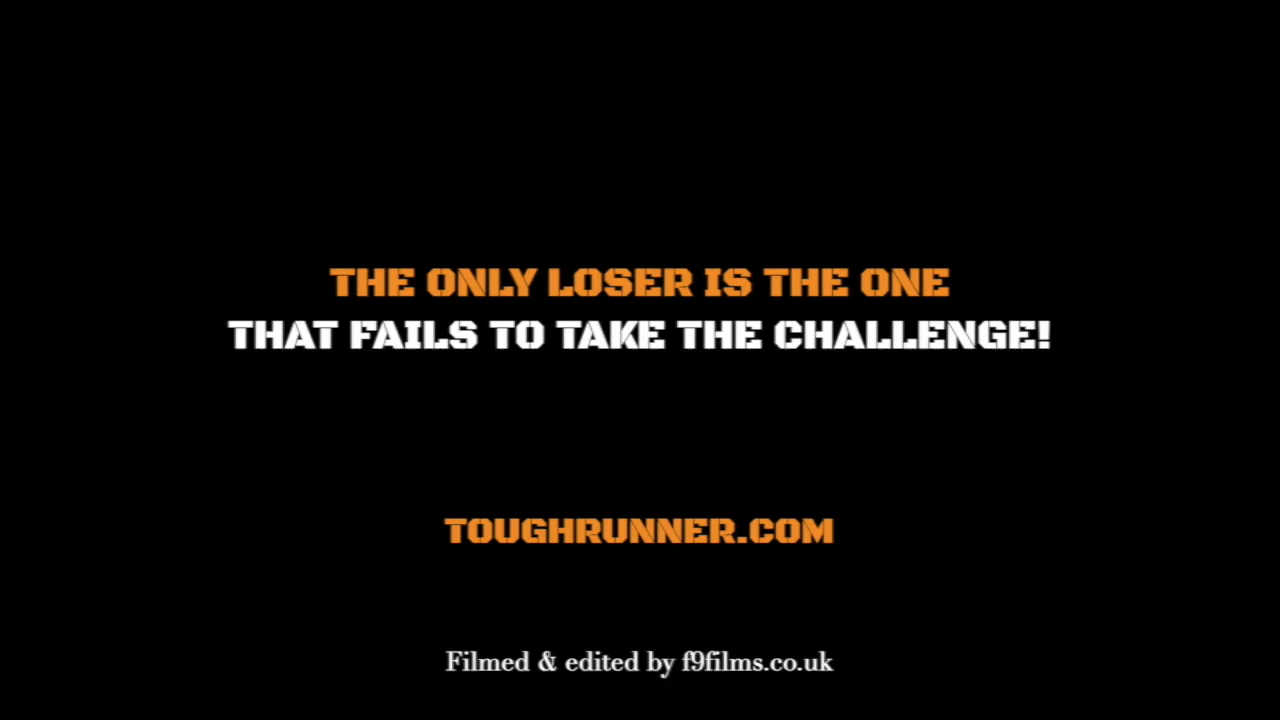 THE ONLY LOSER IS THE ONE
THAT FAILS TO TAKE THE CHALLENGE!
TOUGHRUNNER.COM
Filmed & edited by f9films.co.uk